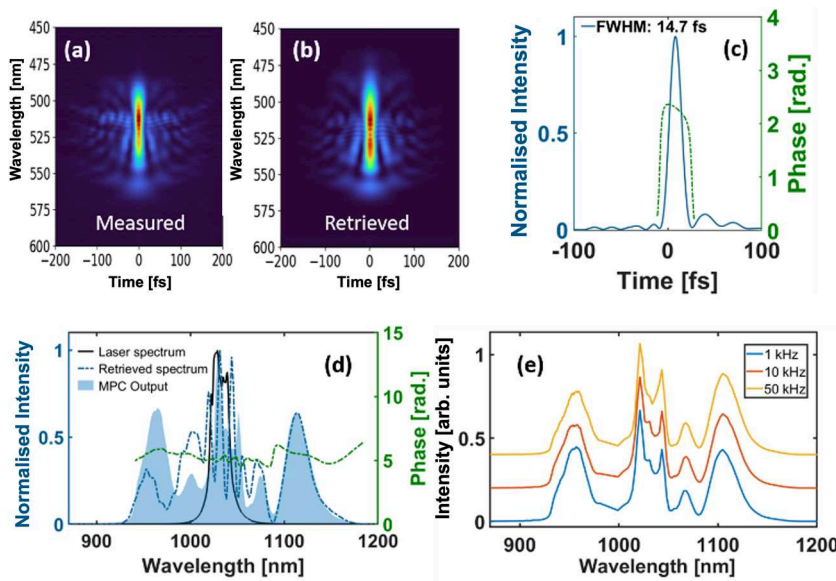 (a)
Measured
Wavelength [nm]
450
475
500
525
550
575
600
−200 −100 0 100 200
Time [fs]
(b)
Retrieved
Wavelength [nm]
450
475
500
525
550
575
600
−200 −100 0 100 200
Time [fs]
(c)
FWHM: 14.7 fs
Normalised Intensity
1
0.5
0
Phase [rad.]
4
3
2
1
0
-100 0 100
Time [fs]
(d)
Laser spectrum
Retrieved spectrum
MPC Output
Normalised Intensity
1
0.5
0
Phase [rad.]
15
10
5
0
900 1000 1100 1200
Wavelength [nm]
(e)
1 kHz
10 kHz
50 kHz
Intensity [arb. units]
1
0.5
0
900 1000 1100 1200
Wavelength [nm]